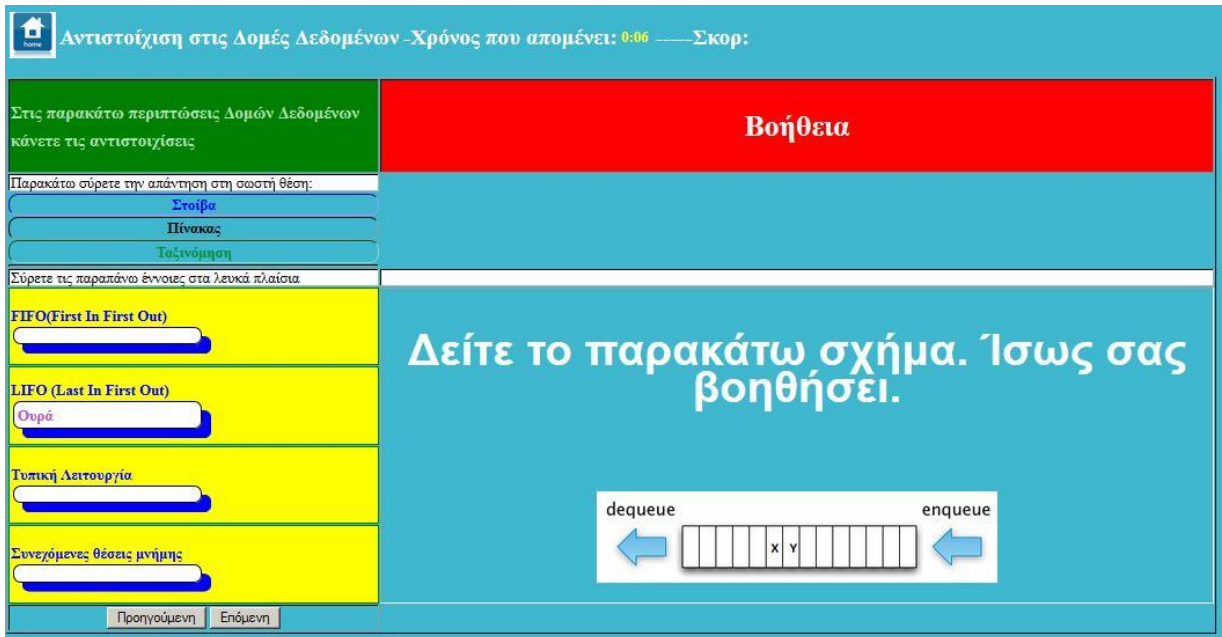 home
Αντιστοίχιση στις Δομές Δεδομένων -Χρόνος που απομένει: 0:06 -----Σκορ:
Στις παρακάτω περιπτώσεις Δομών Δεδομένων
κάνετε τις αντιστοιχίσεις
Βοήθεια
Παρακάτω σύρετε την απάντηση στη σωστή θέση:
Στοίβα
Πίνακας
Ταξινόμηση
Σύρετε τις παραπάνω έννοιες στα λευκά πλαίσια
FIFO(First In First Out)
LIFO (Last In First Out)
Ουρά
Τυπική Λειτουργία
Συνεχόμενες θέσεις μνήμης
Προηγούμενη Επόμενη
Δείτε το παρακάτω σχήμα. Ίσως σας
βοηθήσει.
dequeue enqueue
X Y